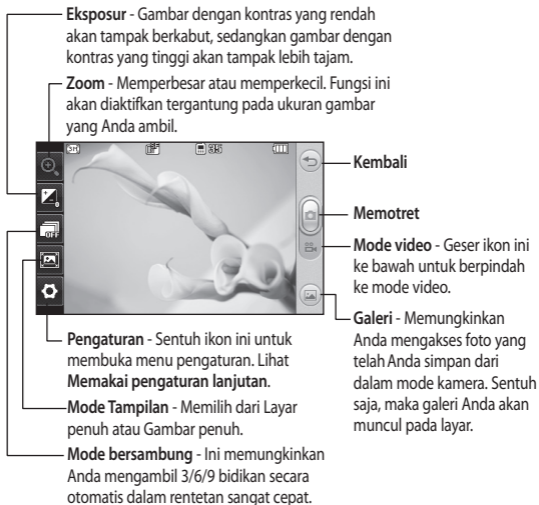 Eksposur - Gambar dengan kontras yang rendah
akan tampak berkabut, sedangkan gambar dengan
kontras yang tinggi akan tampak lebih tajam.
Zoom - Memperbesar atau memperkecil. Fungsi ini
akan diaktifkan tergantung pada ukuran gambar
yang Anda ambil.
3M
OFF
Kembali
Memotret
Mode video - Geser ikon ini
ke bawah untuk berpindah
ke mode video.
Galeri - Memungkinkan
Anda mengakses foto yang
telah Anda simpan dari
dalam mode kamera. Sentuh
saja, maka galeri Anda akan
muncul pada layar.
Pengaturan - Sentuh ikon ini untuk
membuka menu pengaturan. Lihat
Memakai pengaturan lanjutan.
Mode Tampilan - Memilih dari Layar
penuh atau Gambar penuh.
Mode bersambung - Ini memungkinkan
Anda mengambil 3/6/9 bidikan secara
otomatis dalam rentetan sangat cepat.